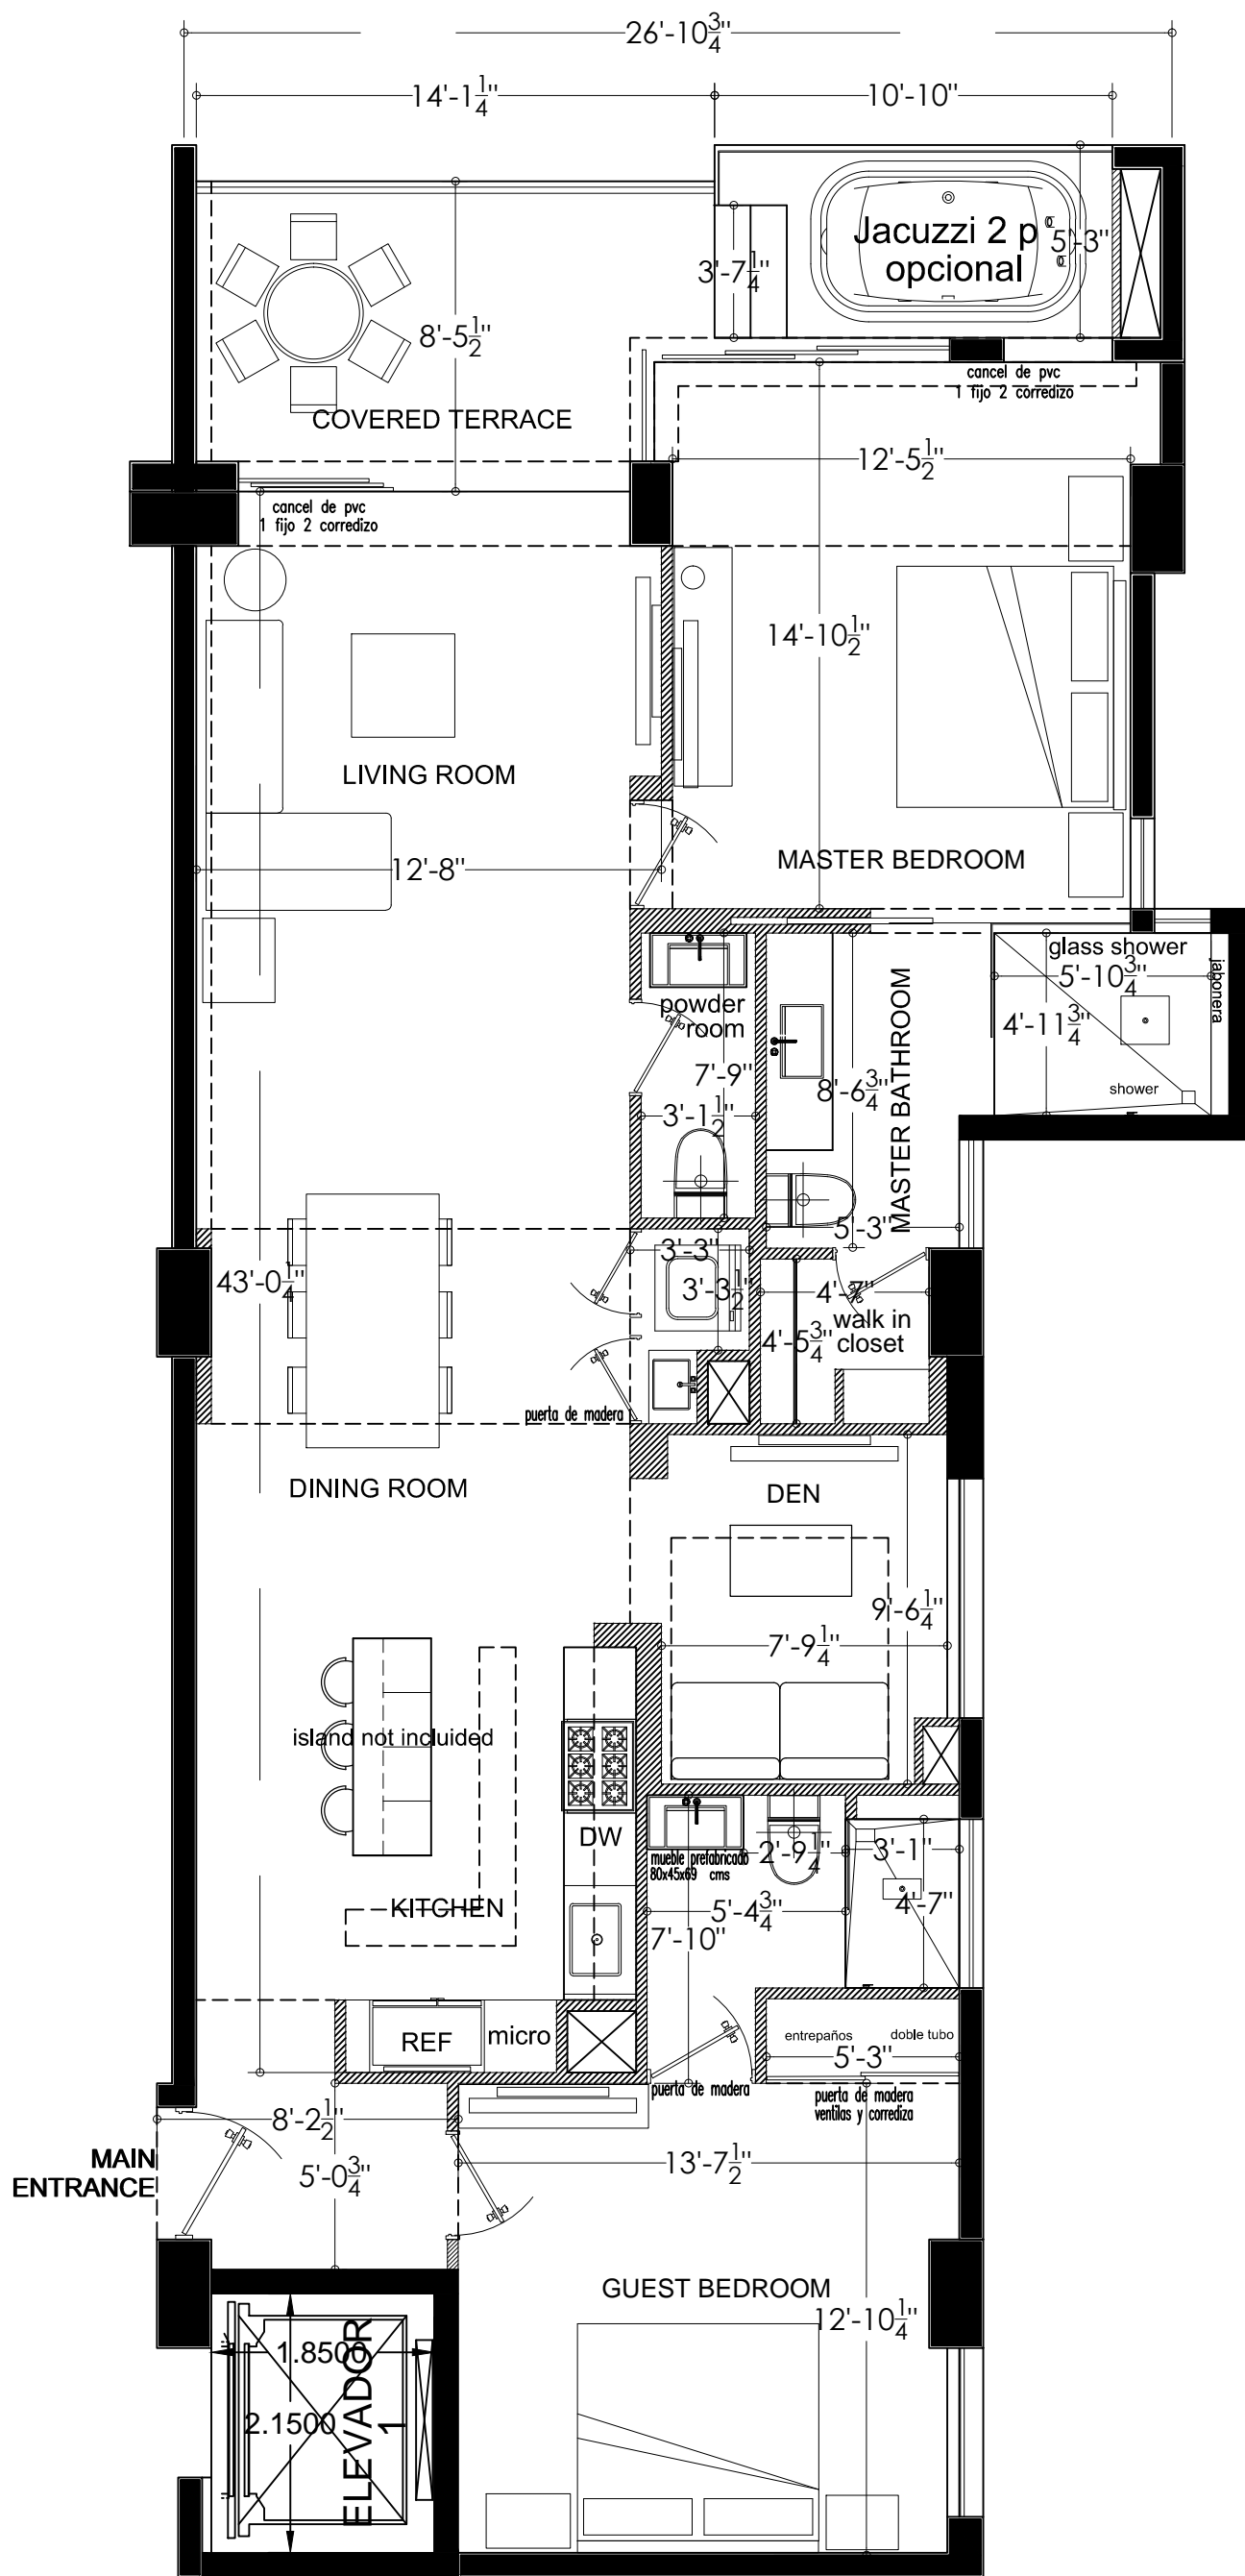 26'-10 3/4"
14'-1 1/4"
10'-10"
Jacuzzi 2 p
opcional
5'-3"
3'-7 1/4"
8'-5 1/2"
COVERED TERRACE
cancel de pvc
1 fijo 2 corredizo
12'-5 1/2"
cancel de pvc
1 fijo 2 corredizo
14'-10 1/2"
LIVING ROOM
MASTER BEDROOM
12'-8"
glass shower
5'-10 3/4"
jabonera
4'-11 3/4"
shower
powder
room
7'-9"
3'-1 1/2"
8'-6 3/4"
MASTER BATHROOM
5'-3"
3'-3"
3'-3 1/2"
43'-0 1/4"
4'-7"
walk in
closet
4'-5 3/4"
puerta de madera
DINING ROOM
DEN
9'-6 1/4"
7'-9 1/4"
island not incluided
DW
mueble prefabricado
80x45x69 cms
2'-9 1/4"
3'-1"
4'-7"
KITCHEN
5'-4 3/4"
7'-10"
REF
micro
entrepaños
doble tubo
5'-3"
puerta de madera
puerta de madera
ventilas y corrediza
8'-2 1/2"
MAIN
ENTRANCE
5'-0 3/4"
13'-7 1/2"
GUEST BEDROOM
12'-10 1/4"
1.8500
2.1500
ELEVADOR
1